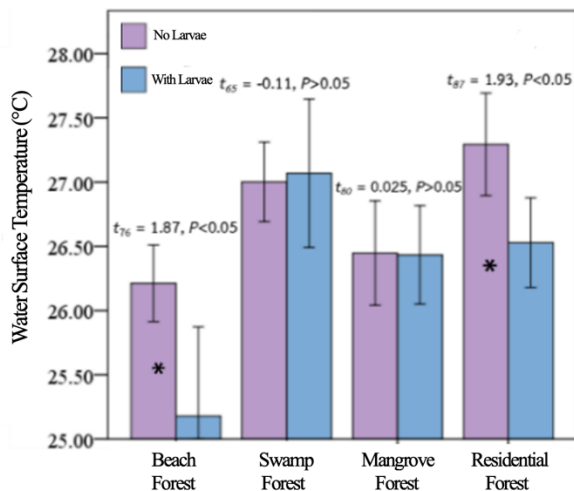 No Larvae
With Larvae
Water Surface Temperature (°C)
28.00
27.50
27.00
26.50
26.00
25.50
25.00
t76 = 1.87, P<0.05
t65 = -0.11, P>0.05
t80 = 0.025, P>0.05
t87 = 1.93, P<0.05
*
*
Beach
Forest
Swamp
Forest
Mangrove
Forest
Residential
Forest